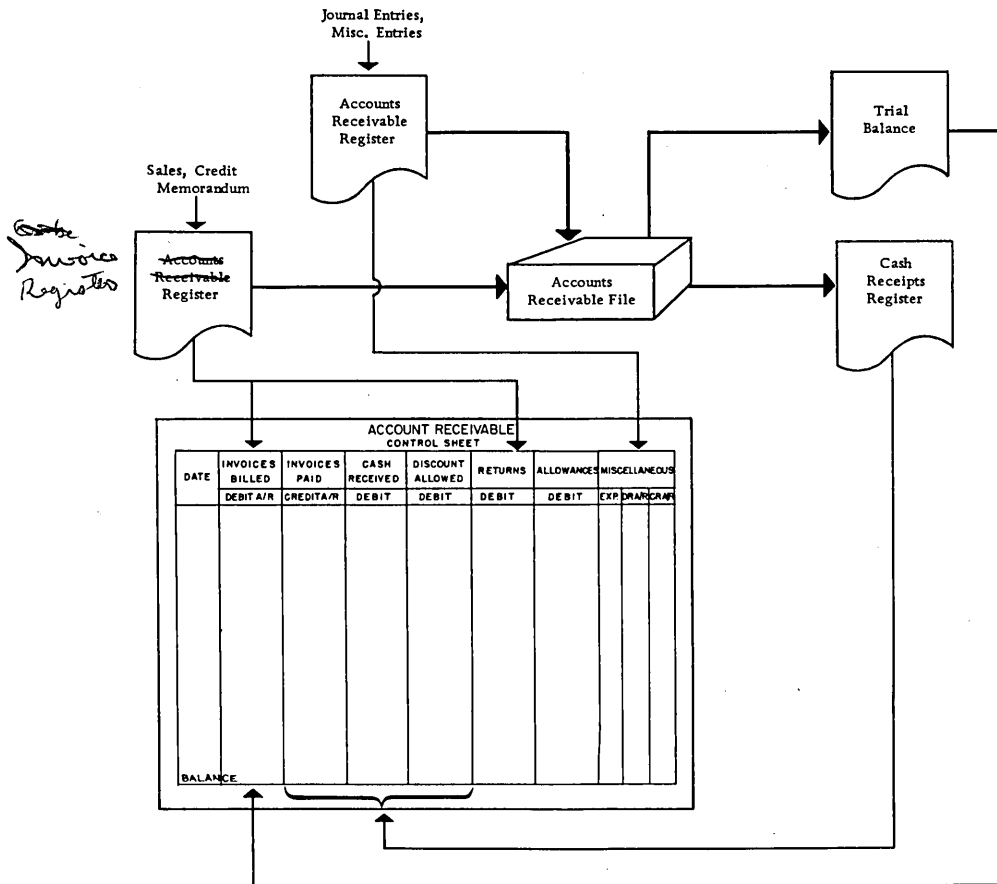 Journal Entries,
Misc. Entries
Accounts
Receivable
Register
Trial
Balance
Sales, Credit
Memorandum
Invoice
Register
Accounts
Receivable
Register
Accounts
Receivable File
Cash
Receipts
Register
ACCOUNT RECEIVABLE
CONTROL SHEET
DATE INVOICES BILLED INVOICES PAID CASH RECEIVED DISCOUNT ALLOWED RETURNS ALLOWANCES MISCELLANEOUS
DEBIT A/R CREDIT A/R DEBIT DEBIT DEBIT DEBIT EXP. DRA/R CRA/R
BALANCE